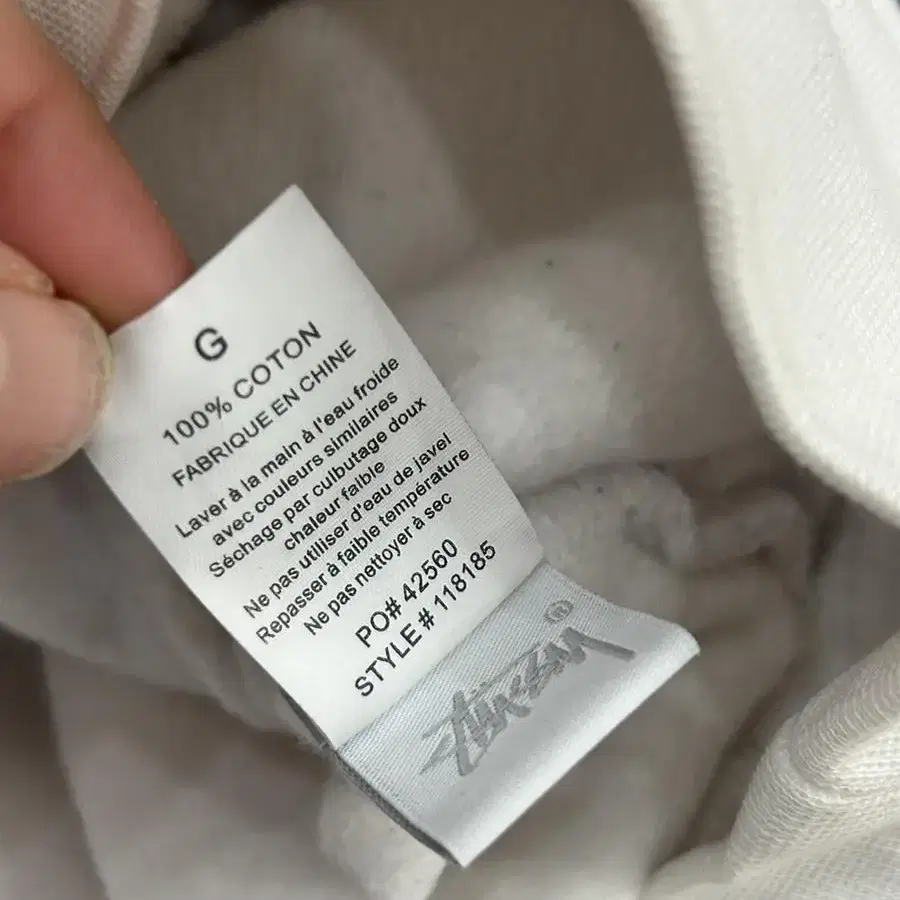 G
100% COTON
FABRIQUE EN CHINE
Laver à la main à l'eau froide
avec couleurs similaires
Séchage par culbutage doux
chaleur faible
Ne pas utiliser d'eau de javel
Repasser à faible température
Ne pas nettoyer à sec
PO# 42560
STYLE # 118185
STÜSSY ®